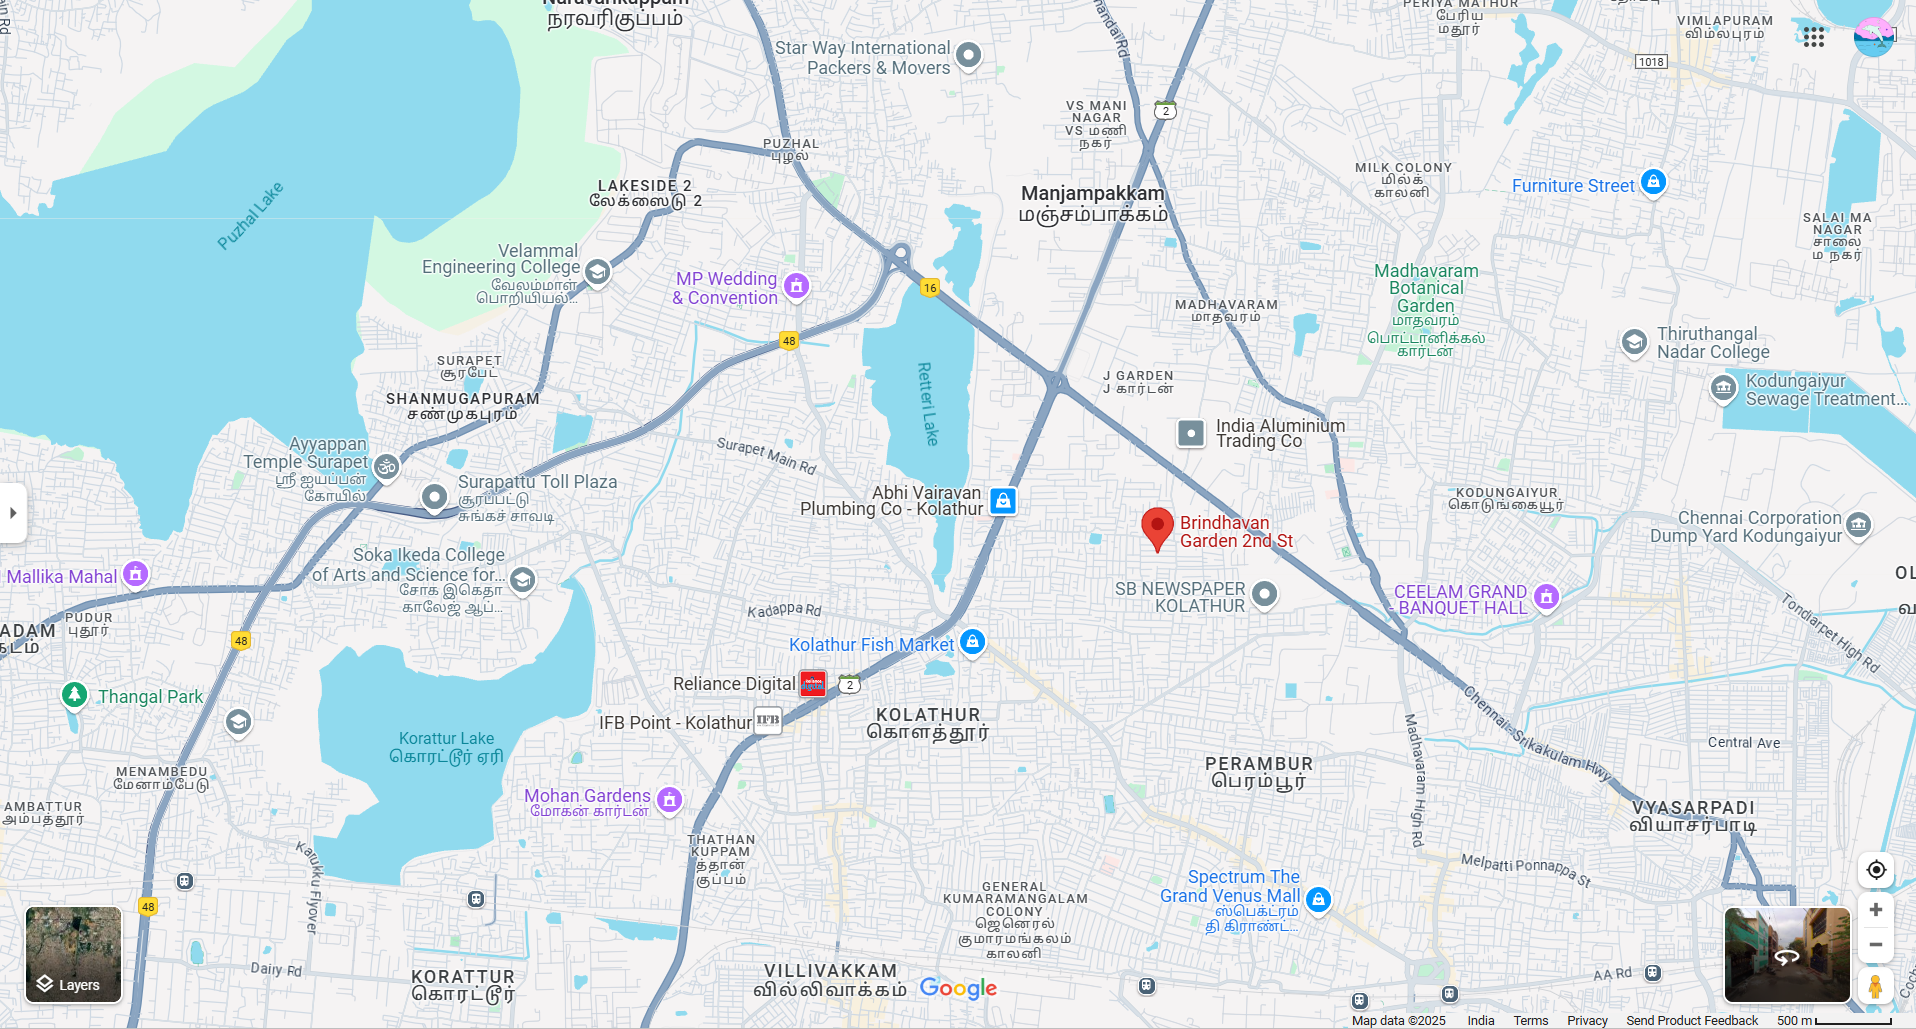 Naravarikuppam
நரவரிகுப்பம்
PERIYA MATHUR
பேரிய
மதூர்
VIMLAPURAM
விம்லபுரம்
1018
Star Way International
Packers & Movers
VS MANI
NAGAR
VS மணி
நகர்
2
PUZHAL
புழல்
LAKESIDE 2
லேக்ஸைடு 2
Puzhal Lake
Manjampakkam
மஞ்சம்பாக்கம்
MILK COLONY
மில்க்
காலனி
Furniture Street
SALAI MA
NAGAR
சாலை
ம நகர்
Velammal
Engineering College
வேலம்மாள்
பொறியியல்...
MP Wedding
& Convention
16
48
MADHAVARAM
மாதவரம்
Madhavaram
Botanical
Garden
மாதவரம்
பொட்டானிக்கல்
கார்டன்
Thiruthangal
Nadar College
Kodungaiyur
Sewage Treatment...
SURAPET
சூரபேட்
SHANMUGAPURAM
சண்முகபுரம்
Retteri Lake
J GARDEN
J கார்டன்
India Aluminium
Trading Co
Ayyappan
Temple Surapet
ஸ்ரீ ஐயப்பன்
கோயில்
Surapet Main Rd
Surapattu Toll Plaza
சூரப்பட்டு
சுங்கச் சாவடி
Abhi Vairavan
Plumbing Co - Kolathur
KODUNGAIYUR
கொடுங்கையூர்
Brindhavan
Garden 2nd St
Chennai Corporation
Dump Yard Kodungaiyur
Soka Ikeda College
of Arts and Science for...
சோக இகெதா
காலேஜ் ஆப்...
Mallika Mahal
SB NEWSPAPER
KOLATHUR
CEELAM GRAND
- BANQUET HALL
Kadappa Rd
PUDUR
புதூர்
48
Kolathur Fish Market
Tondiarpet High Rd
Thangal Park
Reliance Digital
2
IFB Point - Kolathur
IFB
KOLATHUR
கொளத்தூர்
Korattur Lake
கொரட்டூர் ஏரி
Chennai - Srikakulam Hwy
Madhavaram High Rd
Central Ave
PERAMBUR
பெரம்பூர்
MENAMBEDU
மேனாம்பேடு
AMBATTUR
அம்பத்தூர்
Mohan Gardens
மோகன் கார்டன்
VYASARPADI
வியாசர்பாடி
THATHAN
KUPPAM
த்தான்
குப்பம்
Karukku Flyover
Melpatti Ponnappa St
Spectrum The
Grand Venus Mall
ஸ்பெக்ட்ரம்
தி கிராண்ட்...
GENERAL
KUMARAMANGALAM
COLONY
ஜெனெரல்
குமாரமங்கலம்
காலனி
48
Layers
Dairy Rd
KORATTUR
கொரட்டூர்
VILLIVAKKAM
வில்லிவாக்கம்
Google
AA Rd
Map data ©2025 India Terms Privacy Send Product Feedback 500 m